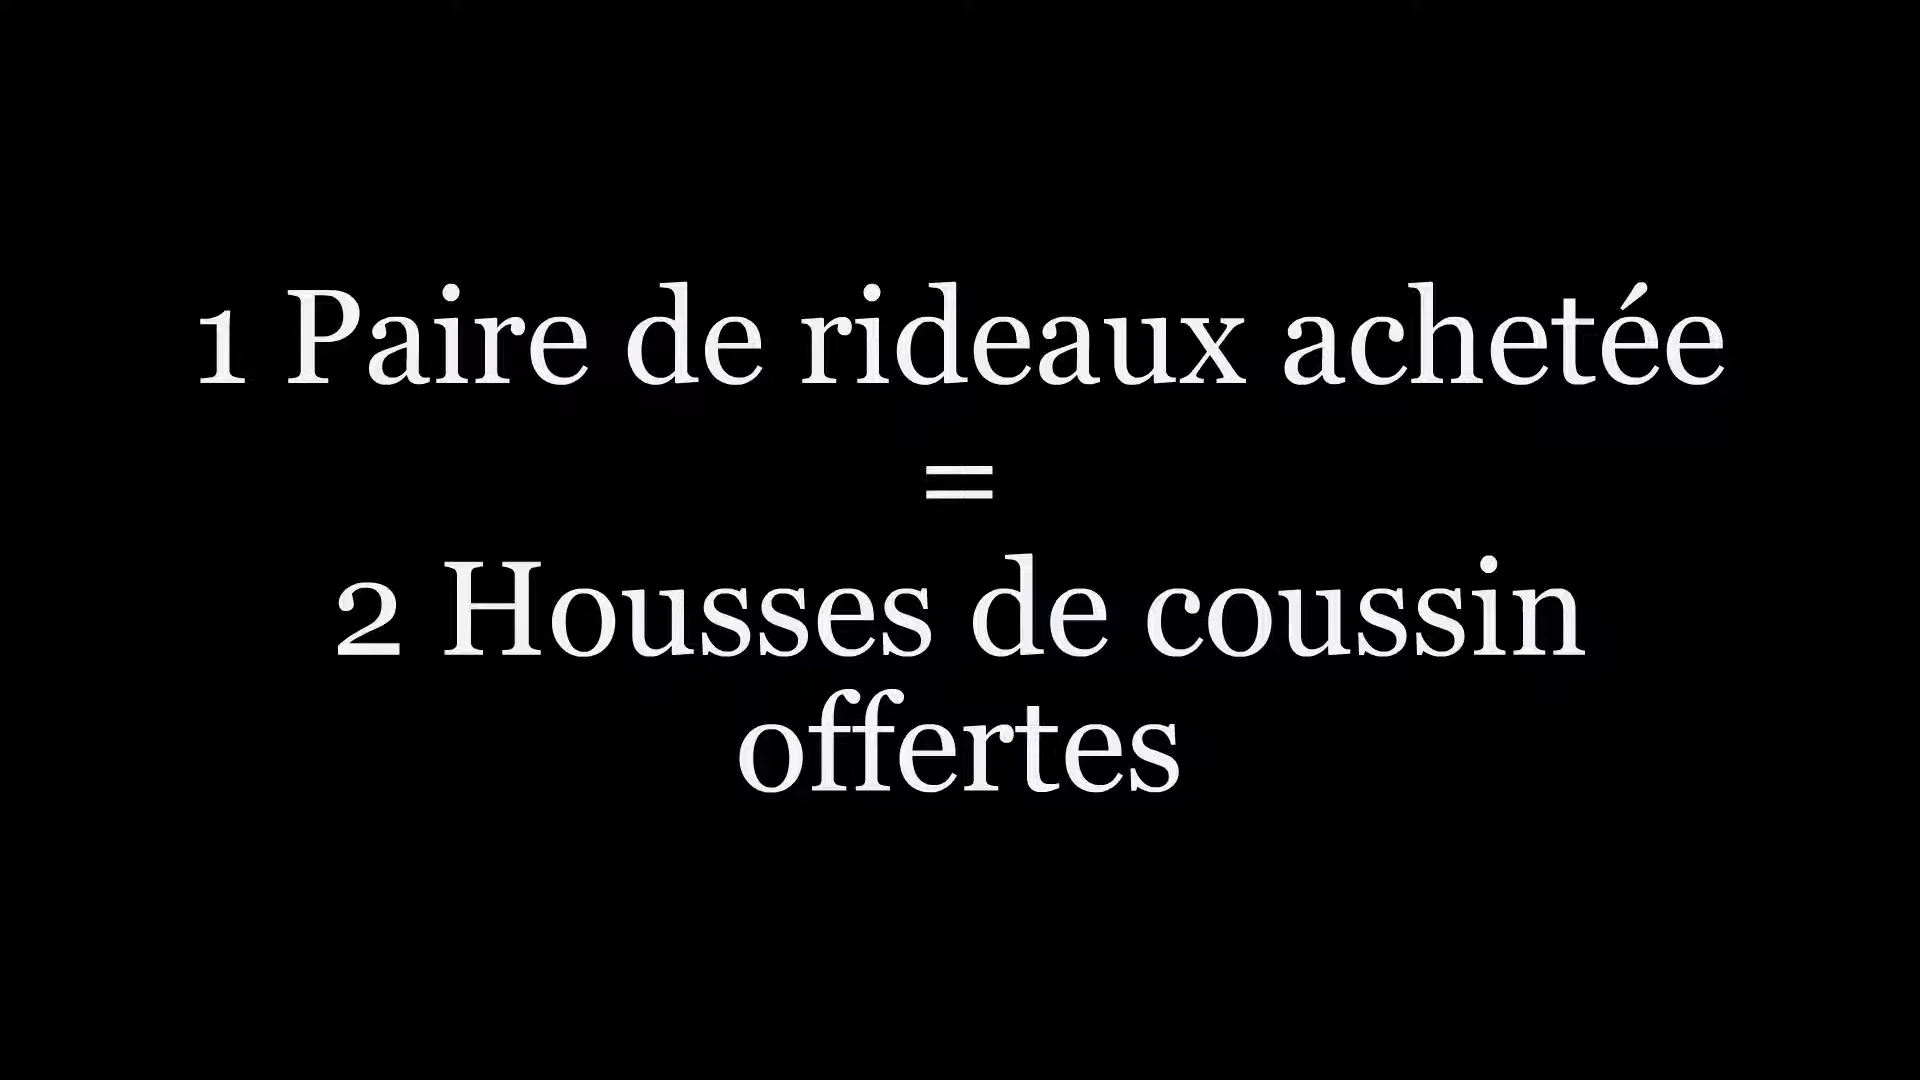 1 Paire de rideaux achetée
=
2 Housses de coussin
offertes